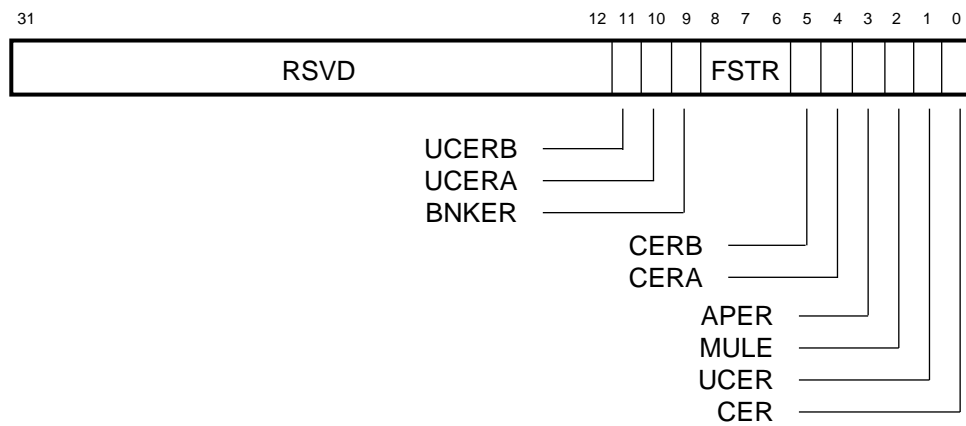 31 12 11 10 9 8 7 6 5 4 3 2 1 0
RSVD FSTR
UCERB
UCERA
BNKER
CERB
CERA
APER
MULE
UCER
CER